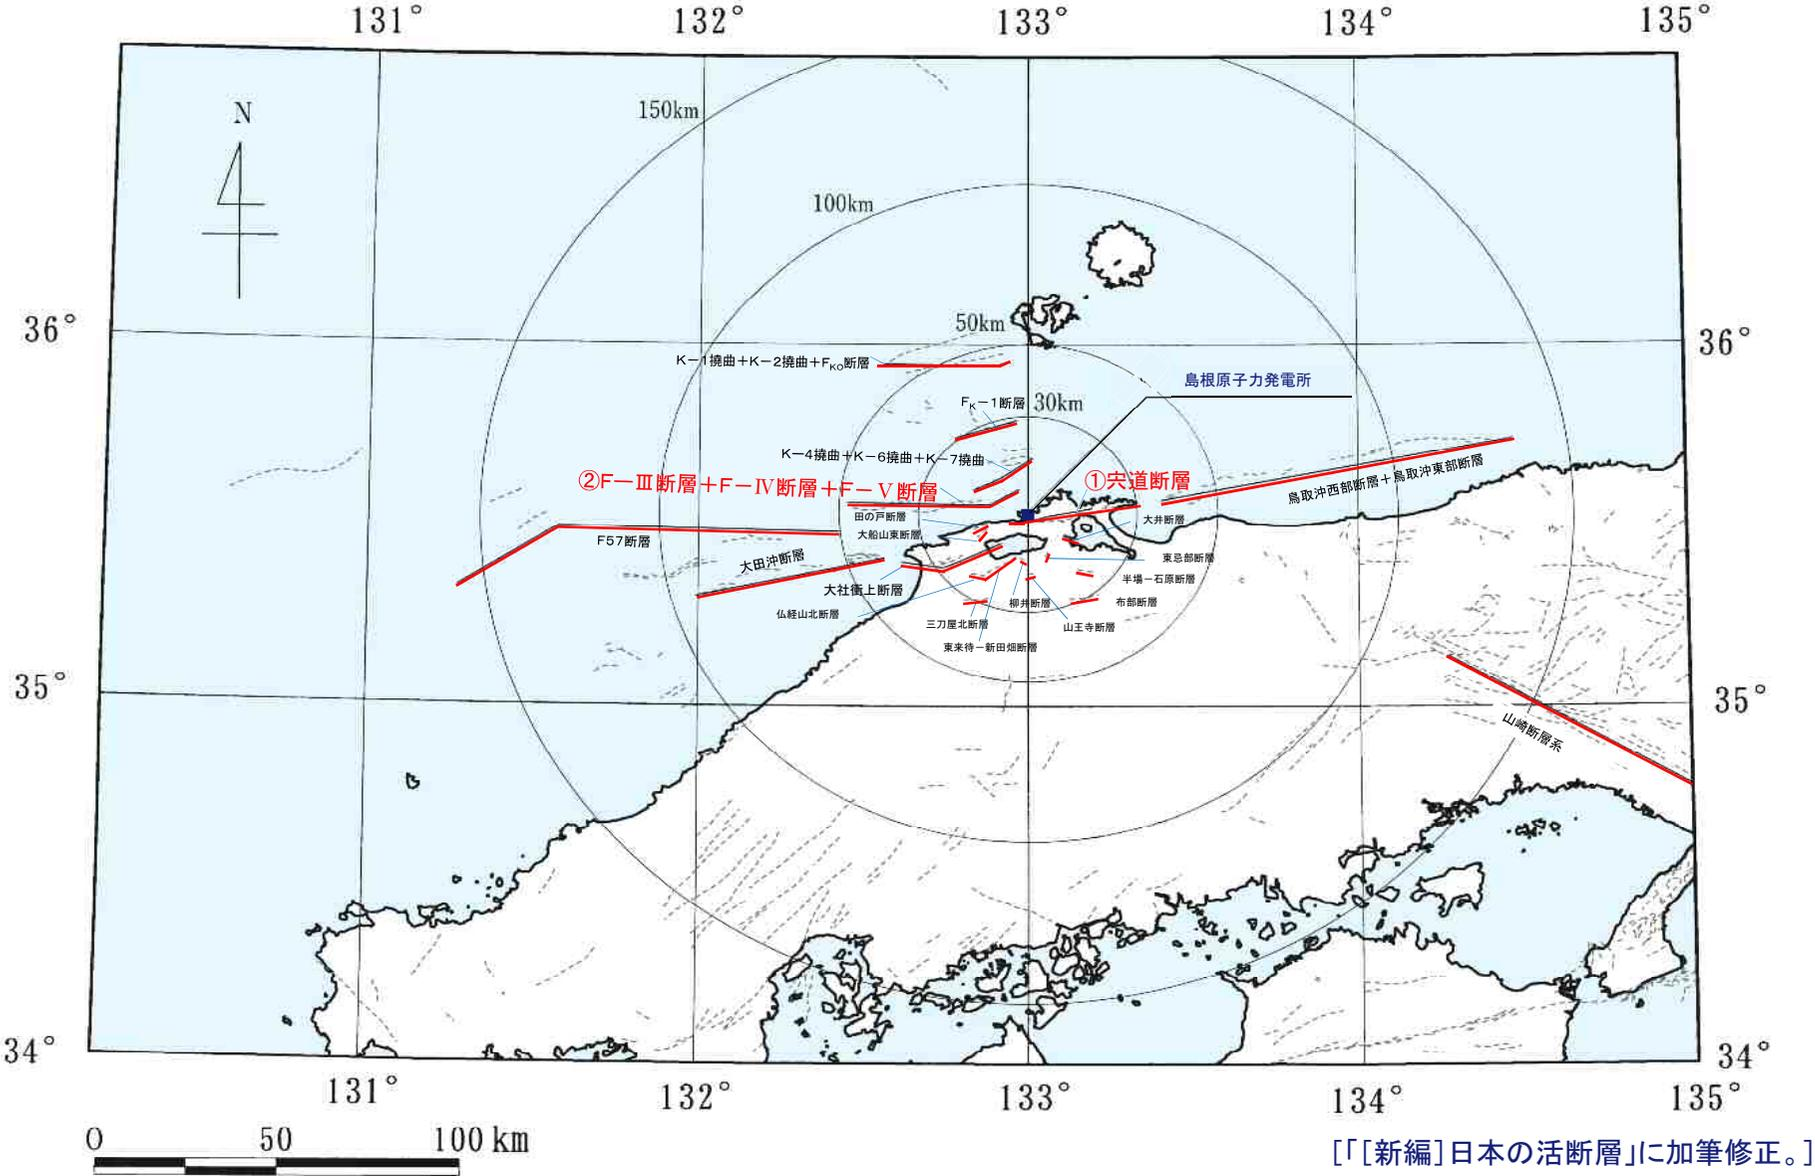 131°
132°
133°
134°
135°
N
150km
100km
36°
50km
36°
K-1撓曲+K-2撓曲+FKO断層
島根原子力発電所
FK-1断層
30km
K-4撓曲+K-6撓曲+K-7撓曲
②F-Ⅲ断層+F-Ⅳ断層+F-Ⅴ断層
①宍道断層
鳥取沖西部断層+鳥取沖東部断層
田の戸断層
大井断層
大船山東断層
F57断層
大田沖断層
東忌部断層
半場-石原断層
大社衝上断層
柳井断層
布部断層
仏経山北断層
三刀屋北断層
山王寺断層
東来待-新田畑断層
35°
35°
山崎断層系
34°
34°
131°
132°
133°
134°
135°
0
50
100 km
[「[新編]日本の活断層」に加筆修正。]